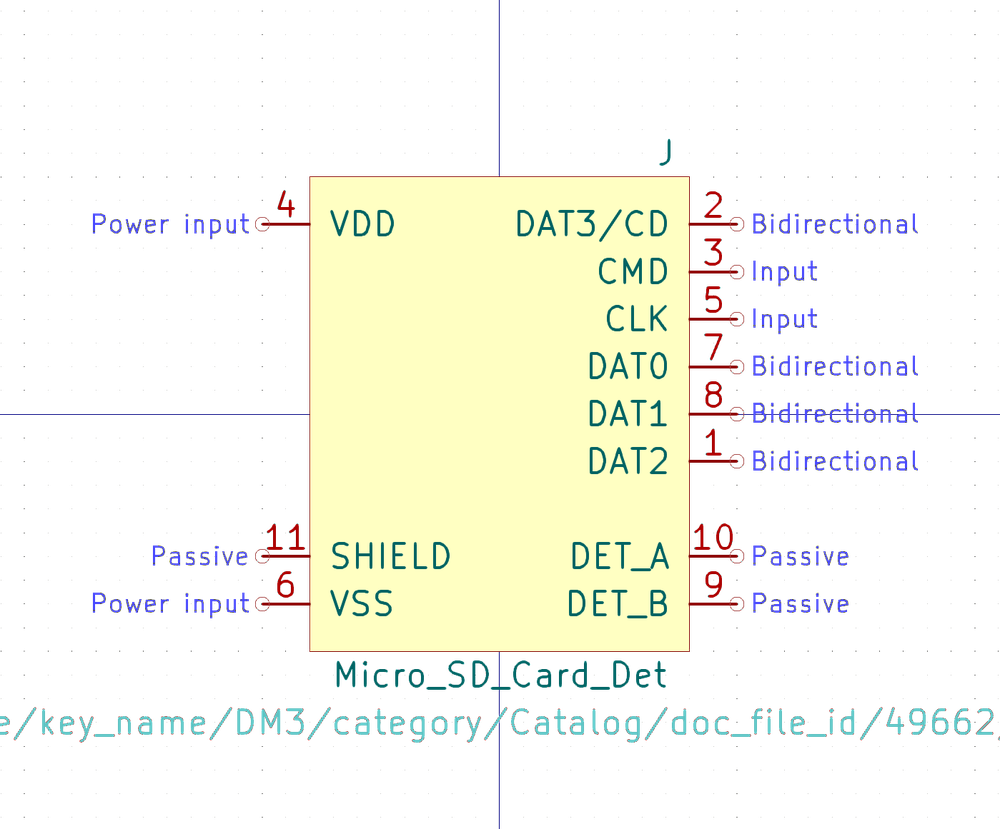 J
4 2
Power input VDD DAT3/CD Bidirectional
3
CMD Input
5
CLK Input
7
DAT0 Bidirectional
8
DAT1 Bidirectional
1
DAT2 Bidirectional
11 10
Passive SHIELD DET_A Passive
6 9
Power input VSS DET_B Passive
Micro_SD_Card_Det
e/key_name/DM3/category/Catalog/doc_file_id/49662/